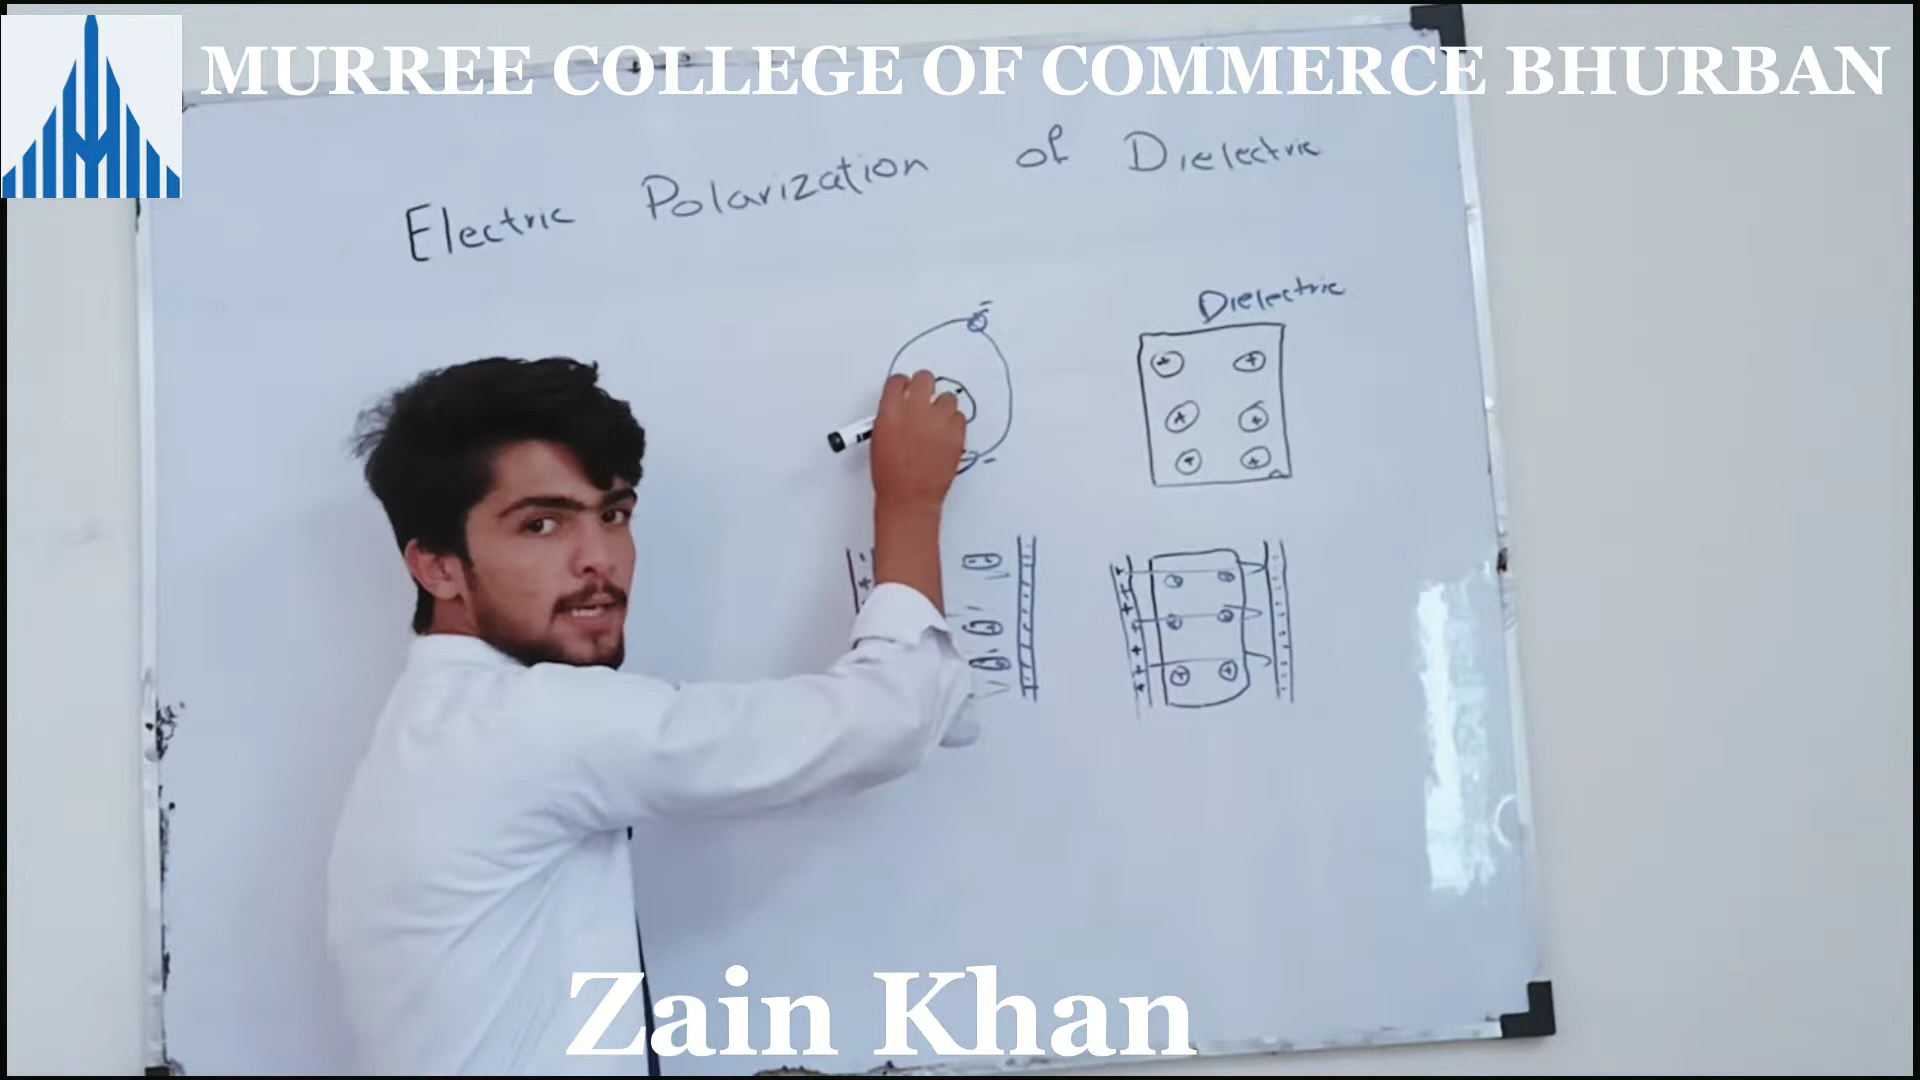 MURREE COLLEGE OF COMMERCE BHURBAN
Electric Polarization of Dielectric
Dielectric
Zain Khan